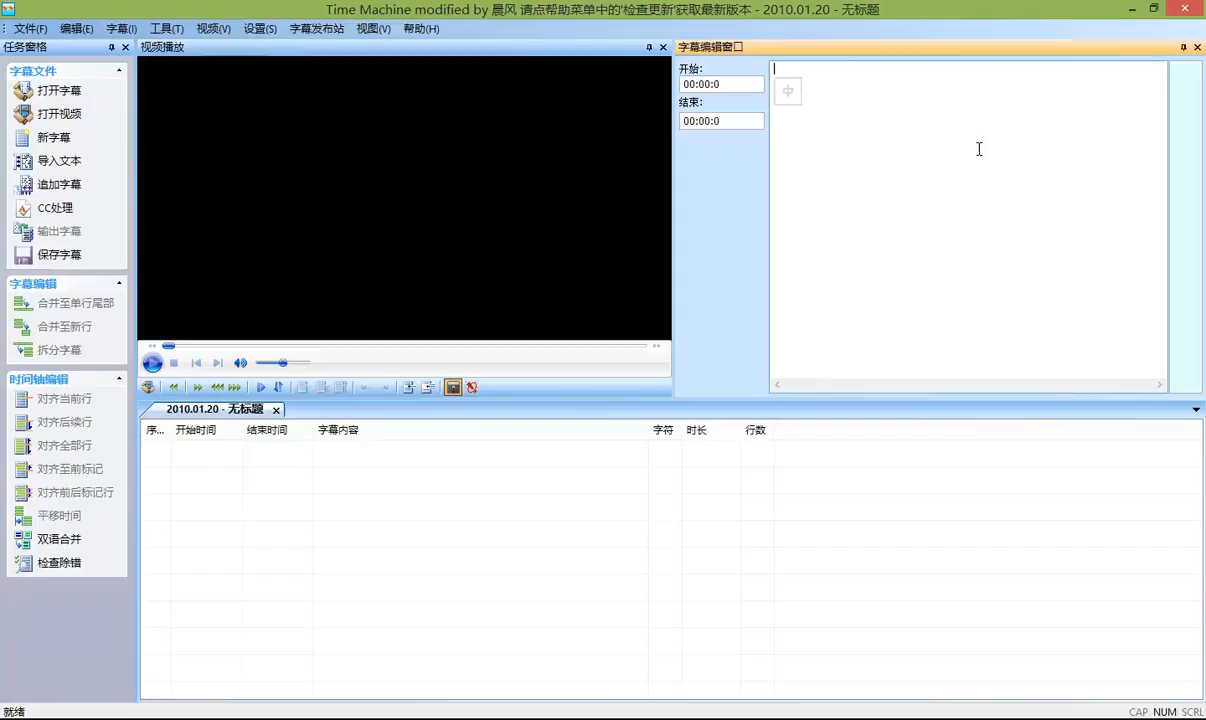 Time Machine modified by 晨风 请点帮助菜单中的'检查更新'获取最新版本 - 2010.01.20 - 无标题
文件(F) 编辑(E) 字幕(I) 工具(T) 视频(V) 设置(S) 字幕发布站 视图(V) 帮助(H)
任务窗格
字幕文件
打开字幕
打开视频
新字幕
导入文本
追加字幕
CC处理
输出字幕
保存字幕
字幕编辑
合并至单行尾部
合并至新行
拆分字幕
时间轴编辑
对齐当前行
对齐后续行
对齐全部行
对齐至前标记
对齐前后标记行
平移时间
双语合并
检查除错
视频播放
字幕编辑窗口
开始:
00:00:0
结束:
00:00:0
中
2010.01.20 - 无标题
序... 开始时间 结束时间 字幕内容 字符 时长 行数
就绪
CAP NUM SCRL